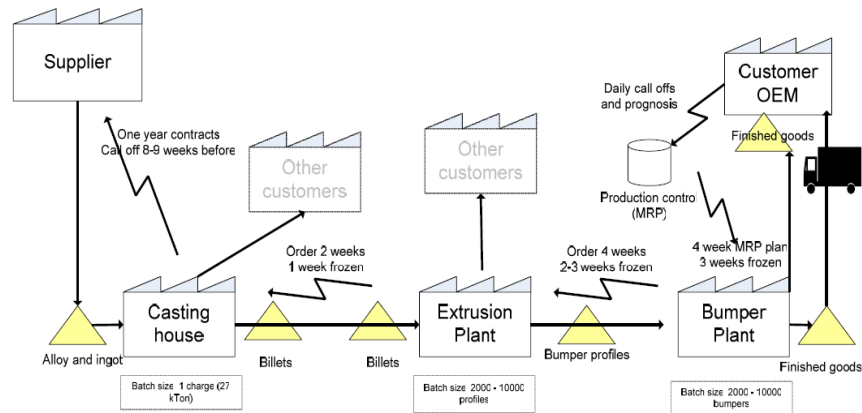 Supplier
Customer
OEM
Daily call offs
and prognosis
One year contracts
Call off 8-9 weeks before
Finished goods
Other
customers
Other
customers
Production control
(MRP)
Order 2 weeks
1 week frozen
Order 4 weeks
2-3 weeks frozen
4 week MRP plan
3 weeks frozen
Casting
house
Extrusion
Plant
Bumper
Plant
Alloy and ingot
Billets
Billets
Bumper profiles
Finished goods
Batch size 1 charge (27
kTon)
Batch size 2000 - 10000
profiles
Batch size 2000 - 10000
bumpers